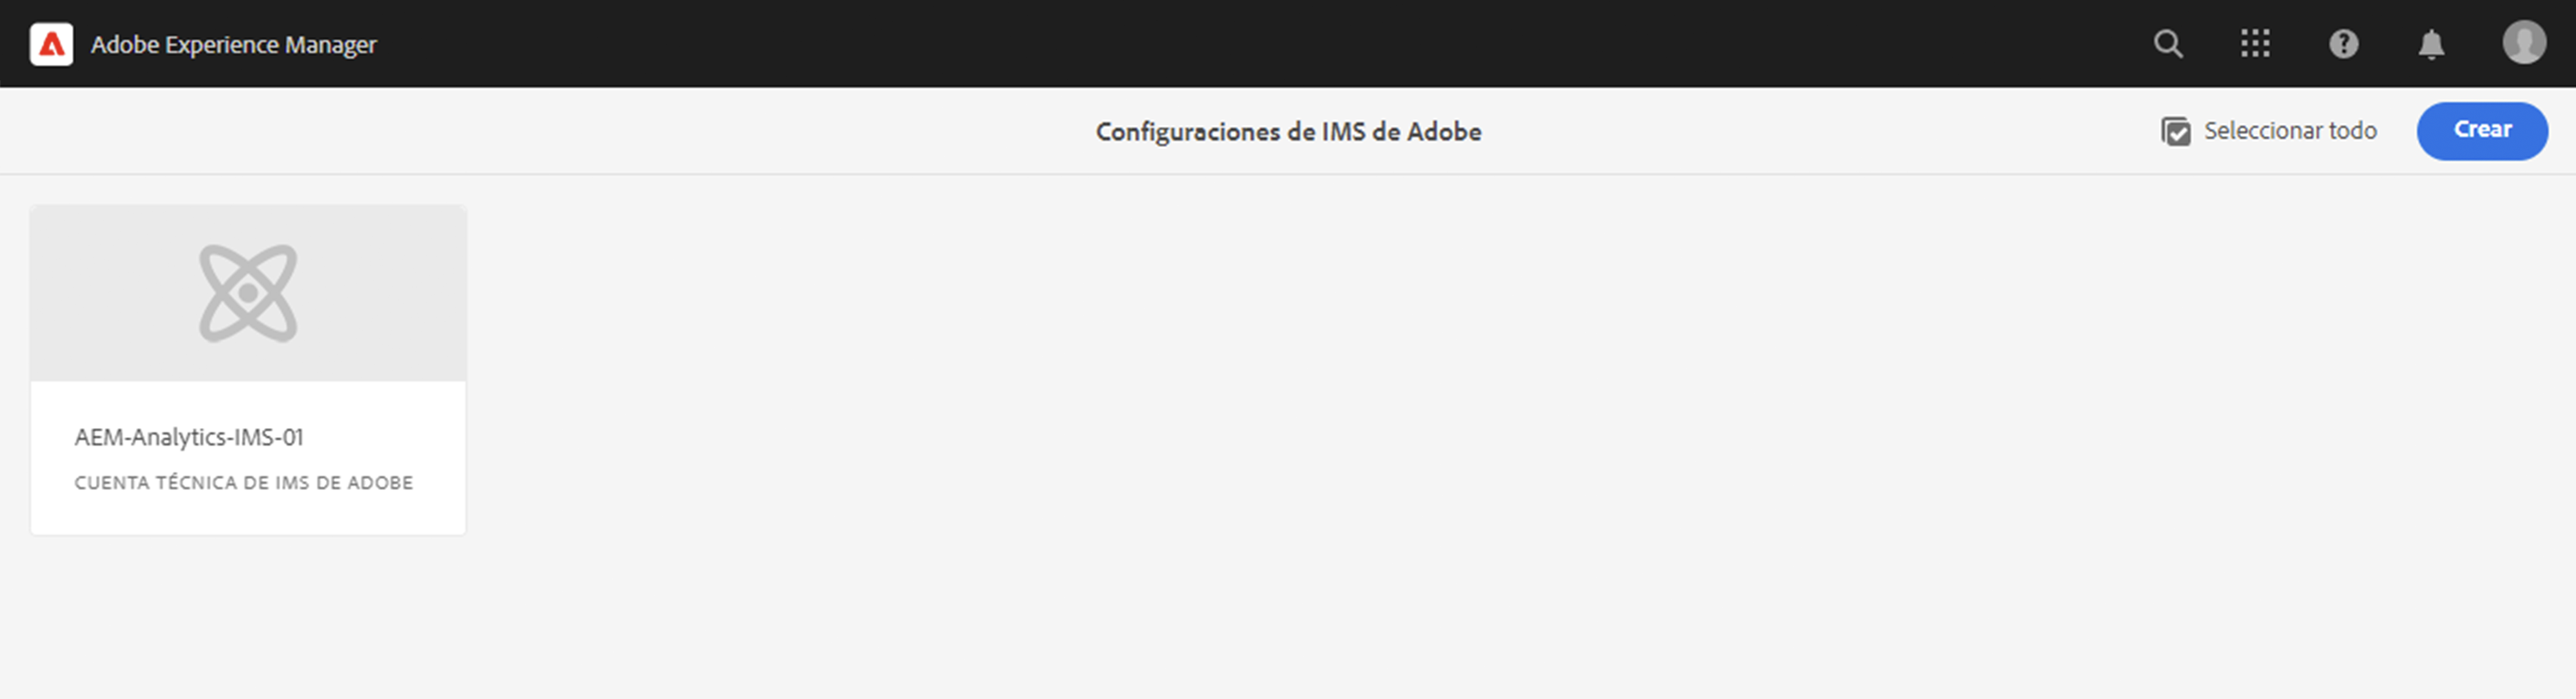 Adobe Experience Manager
Configuraciones de IMS de Adobe
Seleccionar todo
Crear
AEM-Analytics-IMS-01
CUENTA TÉCNICA DE IMS DE ADOBE